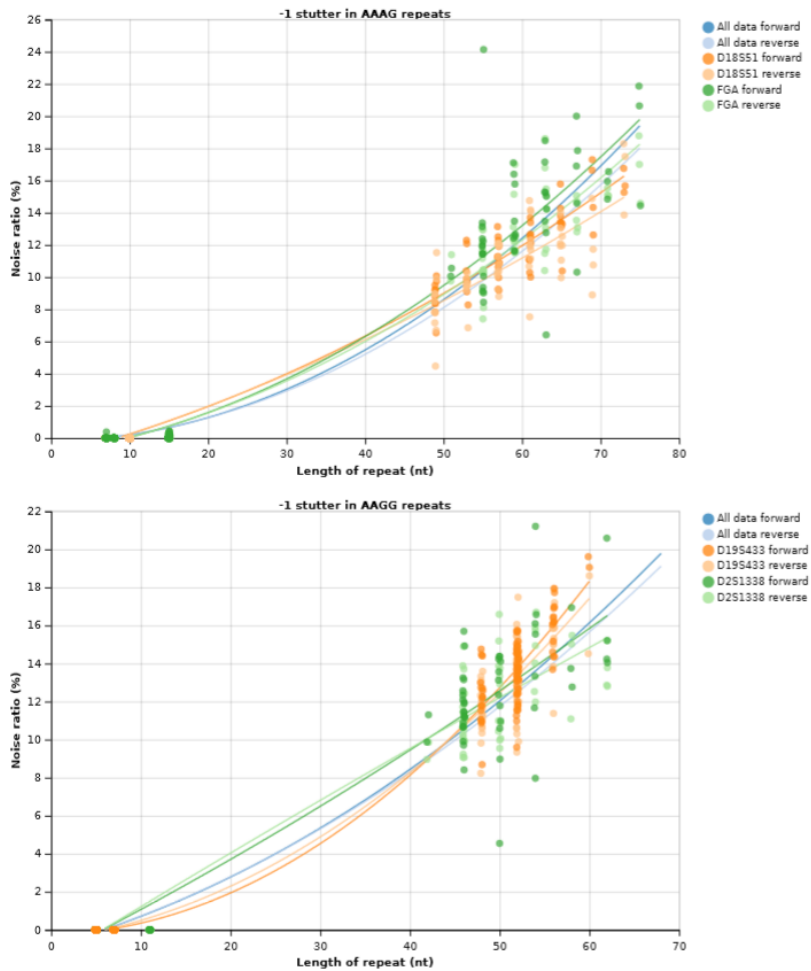 -1 stutter in AAAG repeats
26
24
22
20
18
16
14
12
10
8
6
4
2
0
Noise ratio (%)
0 10 20 30 40 50 60 70 80
Length of repeat (nt)
All data forward
All data reverse
D18S51 forward
D18S51 reverse
FGA forward
FGA reverse
-1 stutter in AAGG repeats
22
20
18
16
14
12
10
8
6
4
2
0
Noise ratio (%)
0 10 20 30 40 50 60 70
Length of repeat (nt)
All data forward
All data reverse
D19S433 forward
D19S433 reverse
D2S1338 forward
D2S1338 reverse